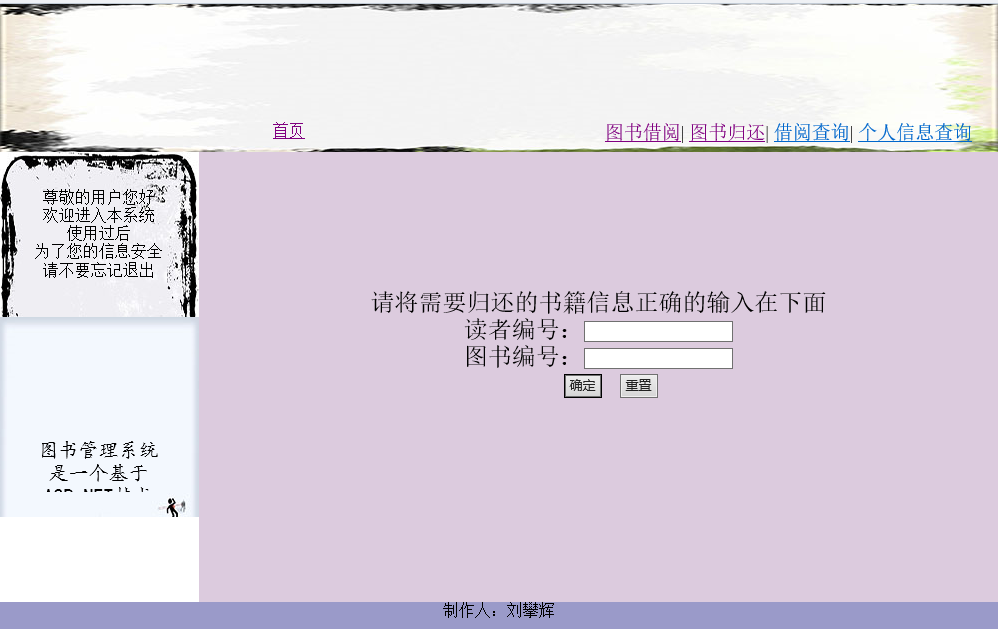 首页
图书借阅| 图书归还| 借阅查询| 个人信息查询
尊敬的用户您好
欢迎进入本系统
使用过后
为了您的信息安全
请不要忘记退出
请将需要归还的书籍信息正确的输入在下面
读者编号：
图书编号：
确定 重置
图书管理系统
是一个基于
制作人：刘攀辉